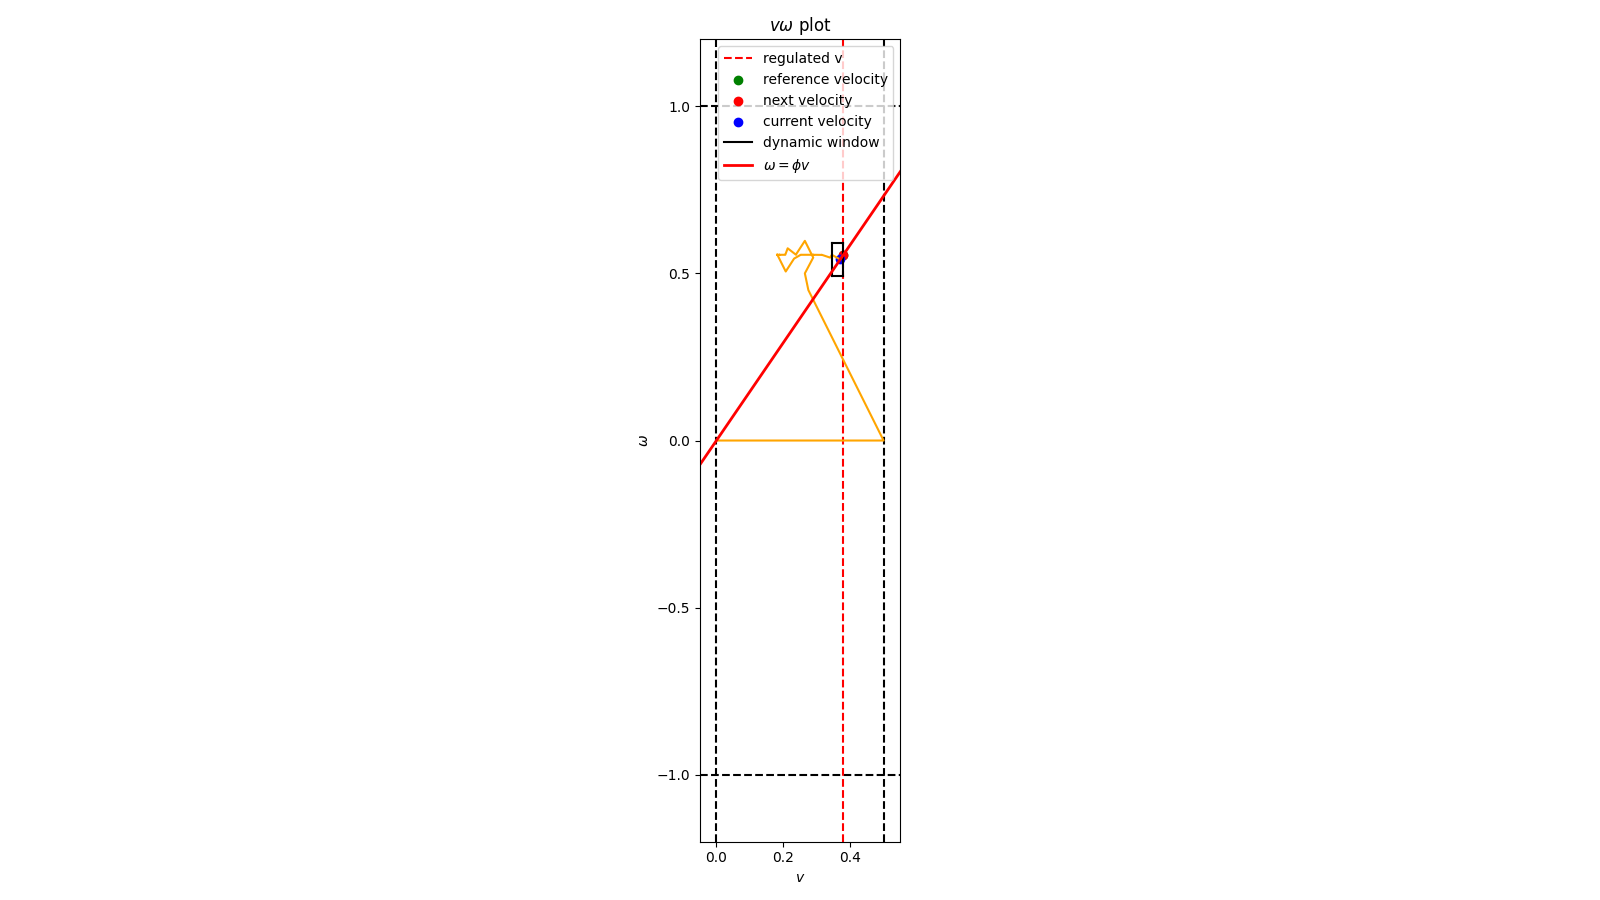 vω plot
regulated v
reference velocity
next velocity
current velocity
dynamic window
ω = ϕv
1.0
0.5
0.0
−0.5
−1.0
ω
0.0 0.2 0.4
v